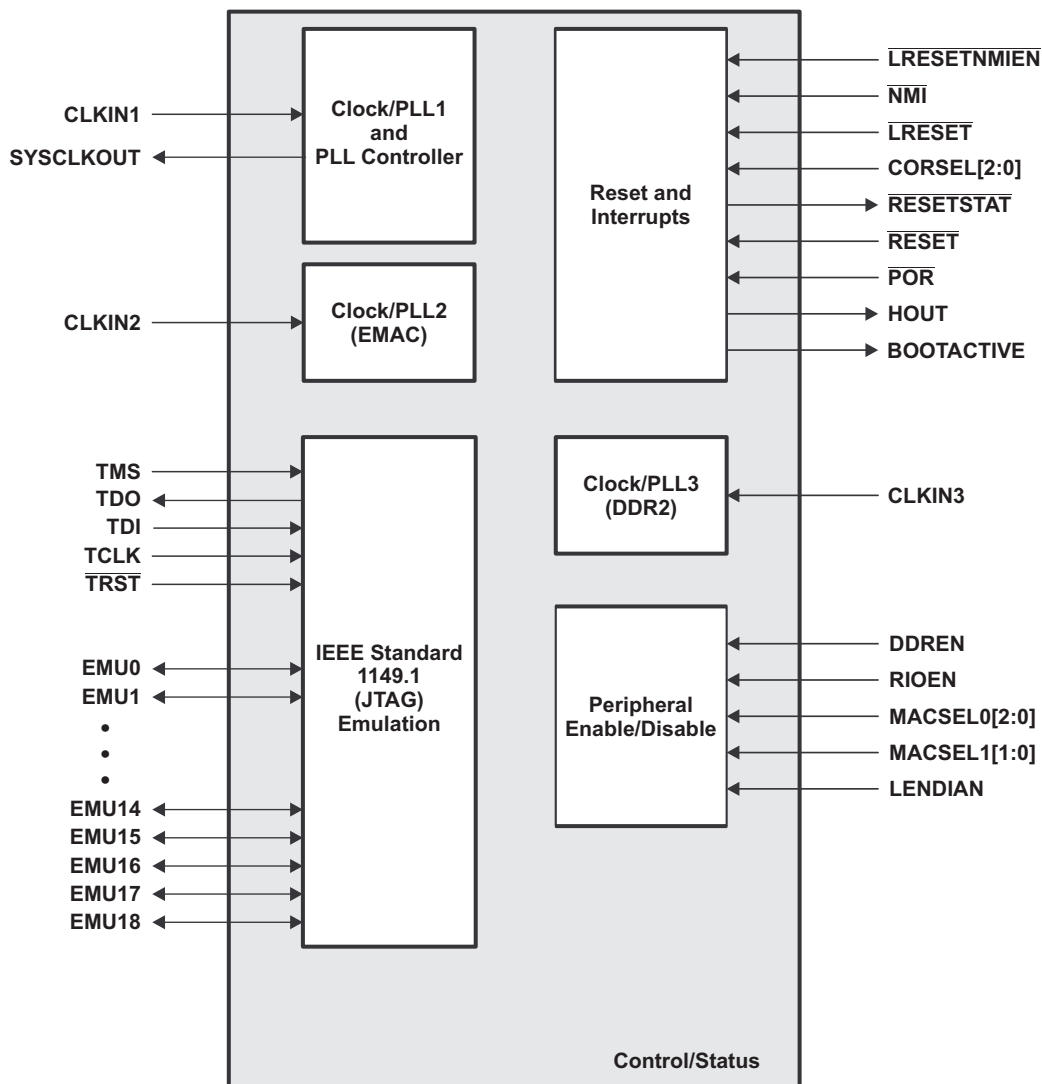 CLKIN1
SYSCLKOUT
Clock/PLL1
and
PLL Controller
CLKIN2
Clock/PLL2
(EMAC)
TMS
TDO
TDI
TCLK
TRST
EMU0
EMU1
•
•
•
EMU14
EMU15
EMU16
EMU17
EMU18
IEEE Standard
1149.1
(JTAG)
Emulation
Reset and
Interrupts
LRESETNMIEN
NMI
LRESET
CORSEL[2:0]
RESETSTAT
RESET
POR
HOUT
BOOTACTIVE
Clock/PLL3
(DDR2)
CLKIN3
Peripheral
Enable/Disable
DDREN
RIOEN
MACSEL0[2:0]
MACSEL1[1:0]
LENDIAN
Control/Status